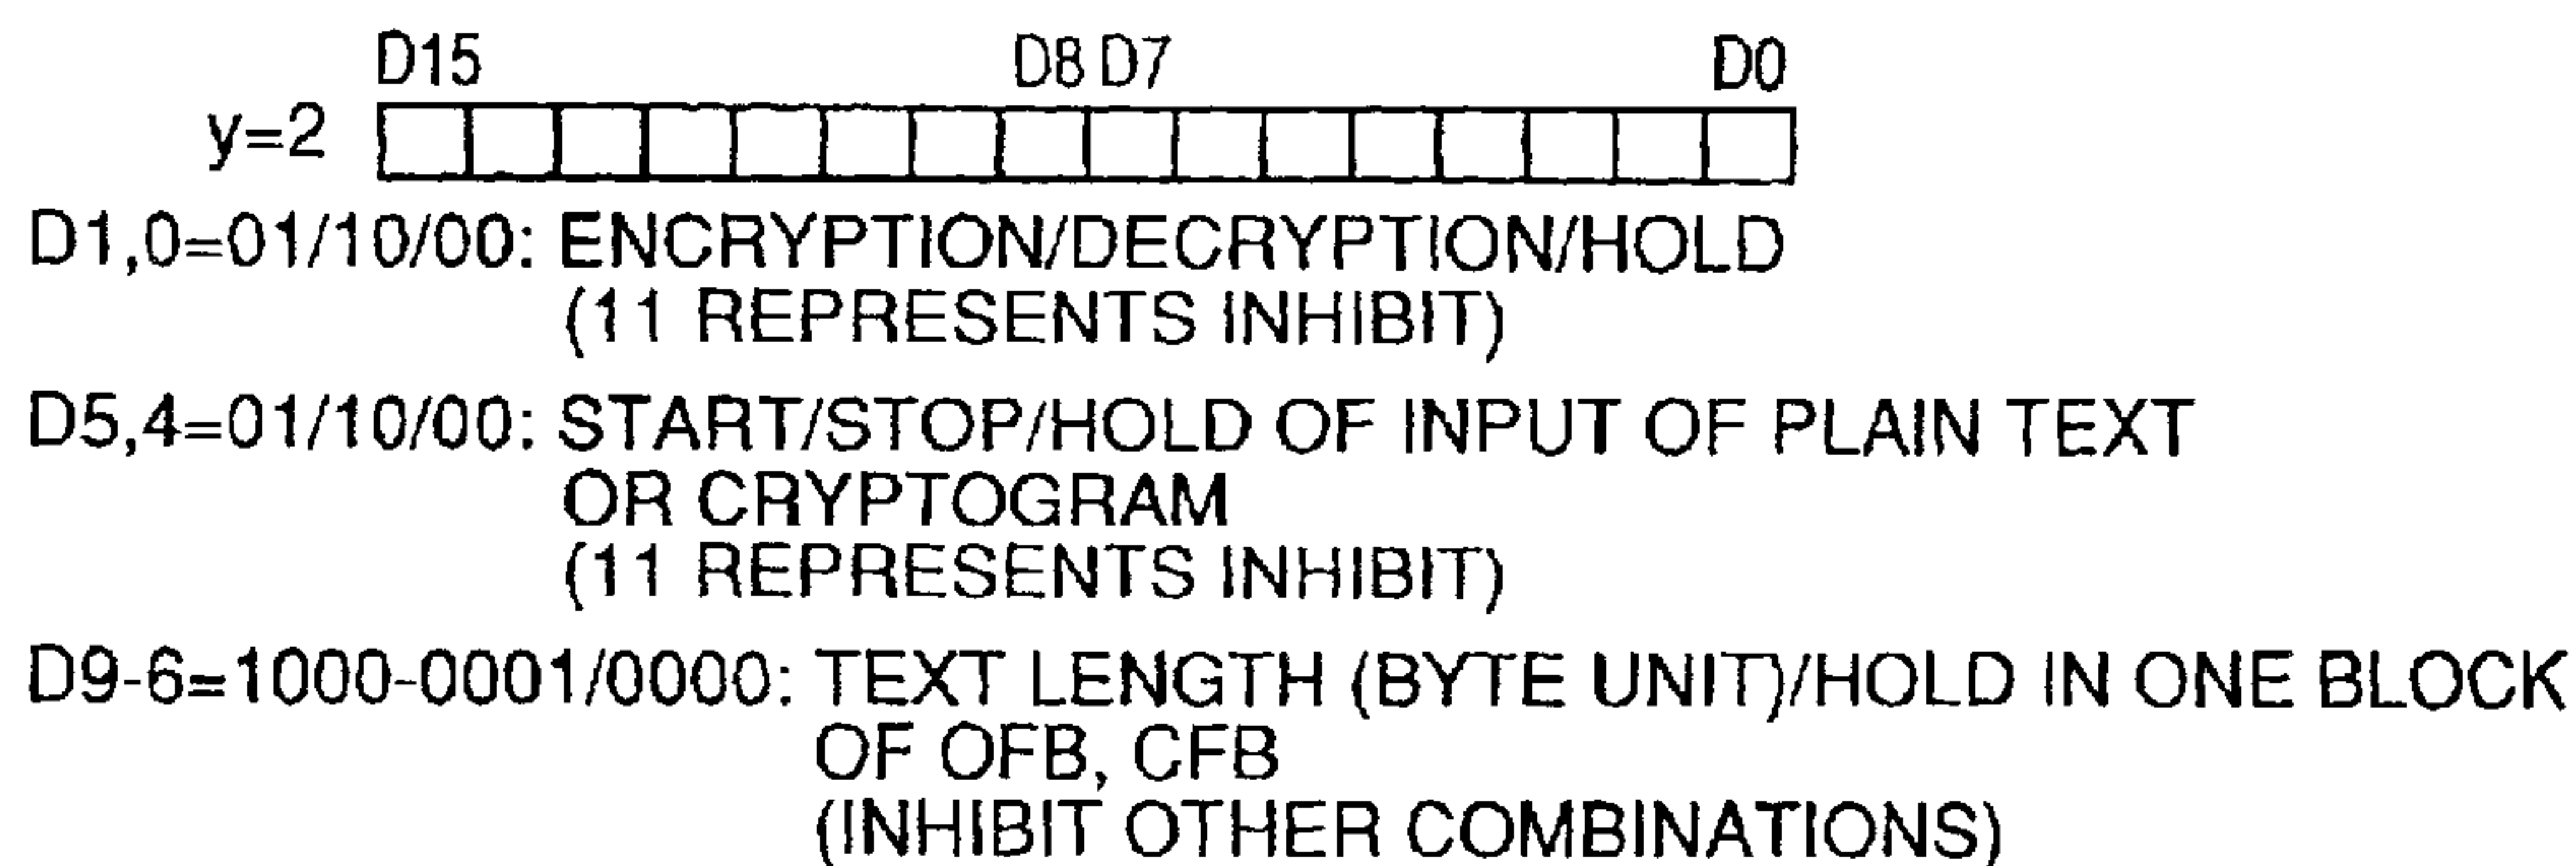 D15 D8 D7 D0
y=2
D1,0=01/10/00: ENCRYPTION/DECRYPTION/HOLD
(11 REPRESENTS INHIBIT)
D5,4=01/10/00: START/STOP/HOLD OF INPUT OF PLAIN TEXT
OR CRYPTOGRAM
(11 REPRESENTS INHIBIT)
D9-6=1000-0001/0000: TEXT LENGTH (BYTE UNIT)/HOLD IN ONE BLOCK
OF OFB, CFB
(INHIBIT OTHER COMBINATIONS)